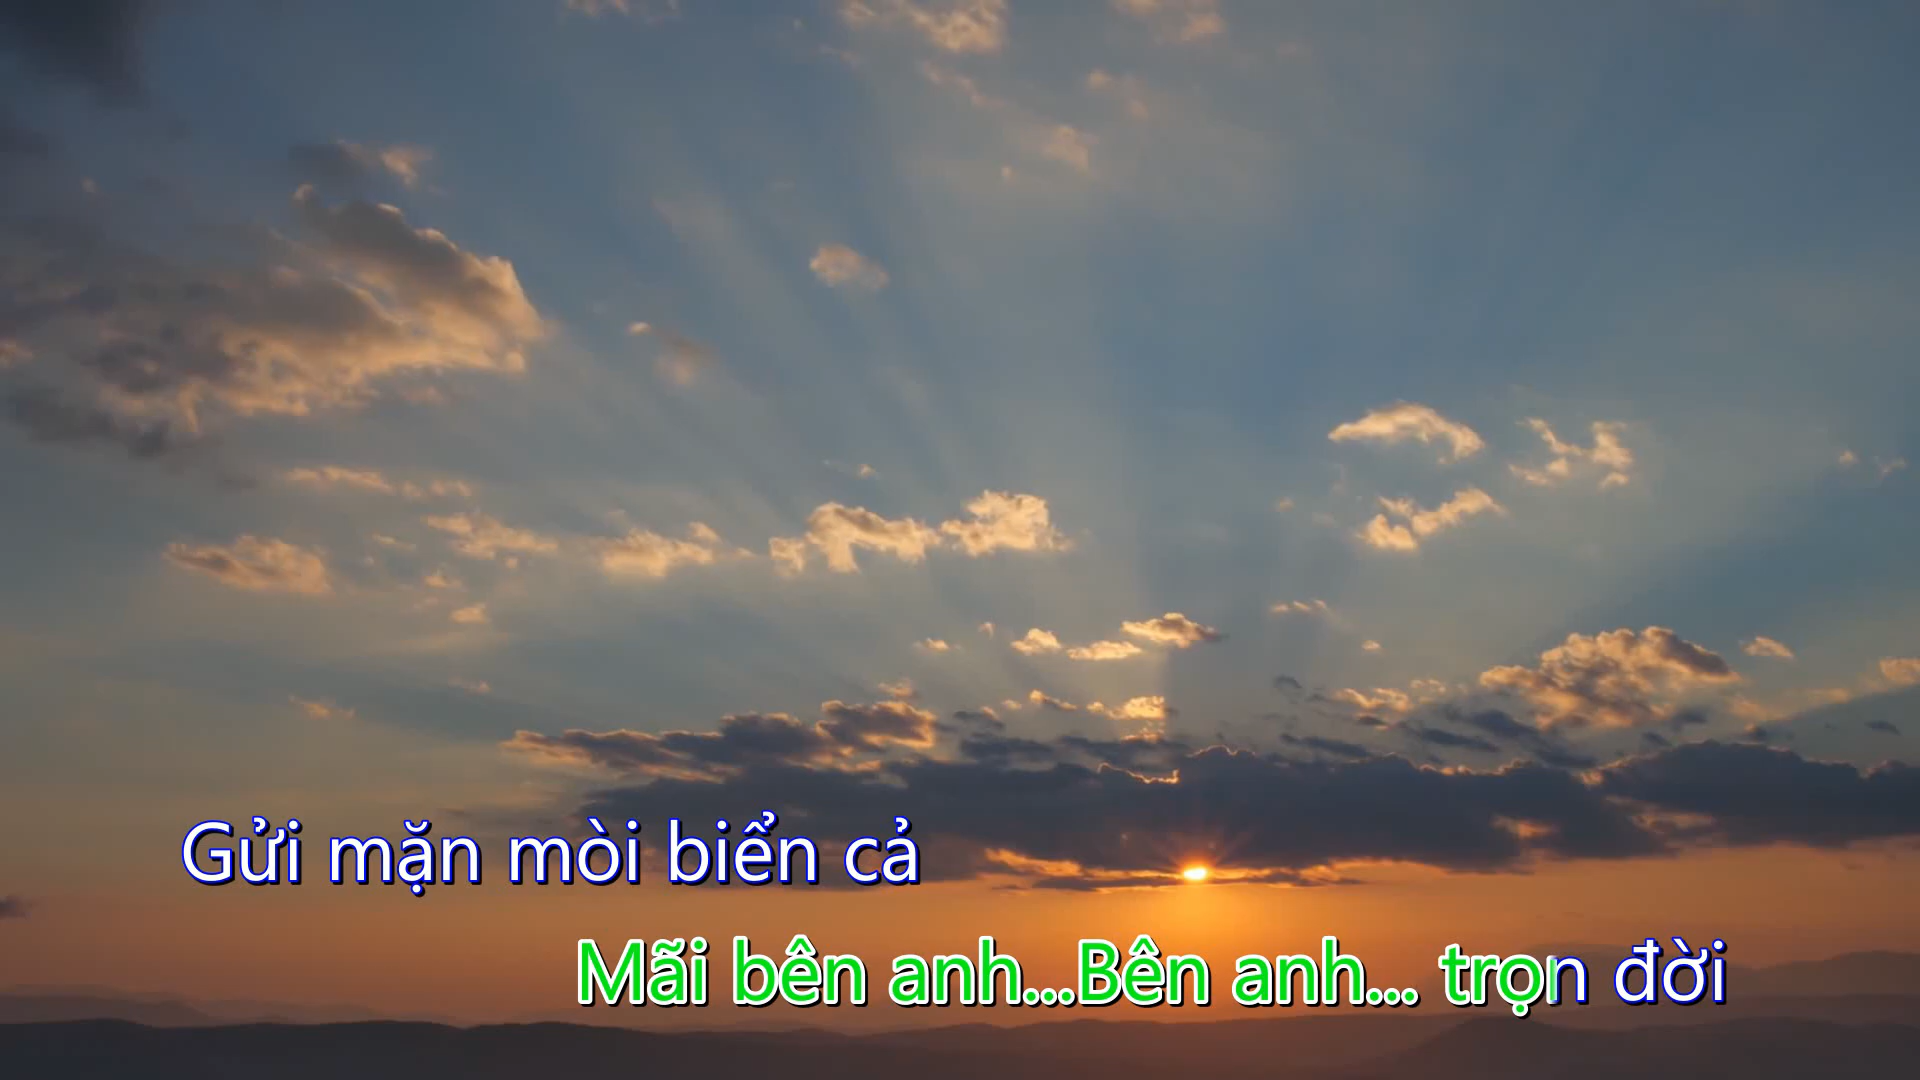 Gửi mặn mòi biển cả
Mãi bên anh...Bên anh... trọn đời